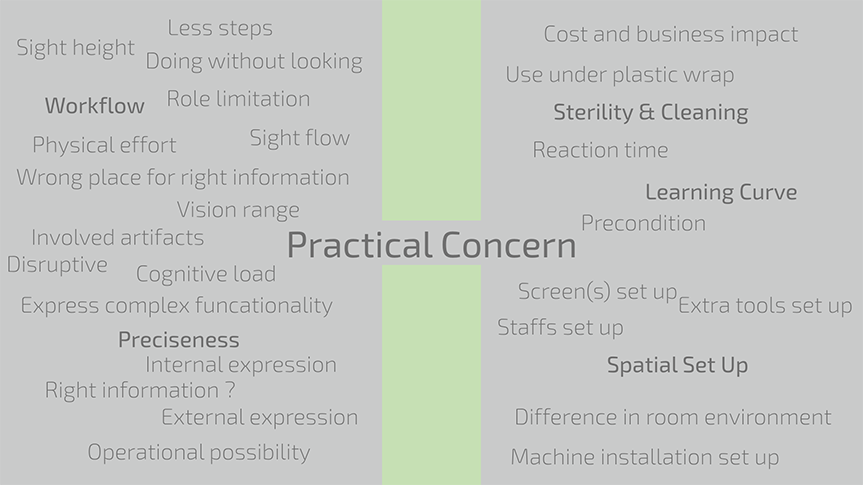 Less steps
Sight height
Doing without looking
Workflow
Role limitation
Physical effort
Sight flow
Wrong place for right information
Vision range
Involved artifacts
Disruptive
Cognitive load
Express complex funcationality
Preciseness
Internal expression
Right information ?
External expression
Operational possibility
Practical Concern
Cost and business impact
Use under plastic wrap
Sterility & Cleaning
Reaction time
Learning Curve
Precondition
Screen(s) set up
Extra tools set up
Staffs set up
Spatial Set Up
Difference in room environment
Machine installation set up